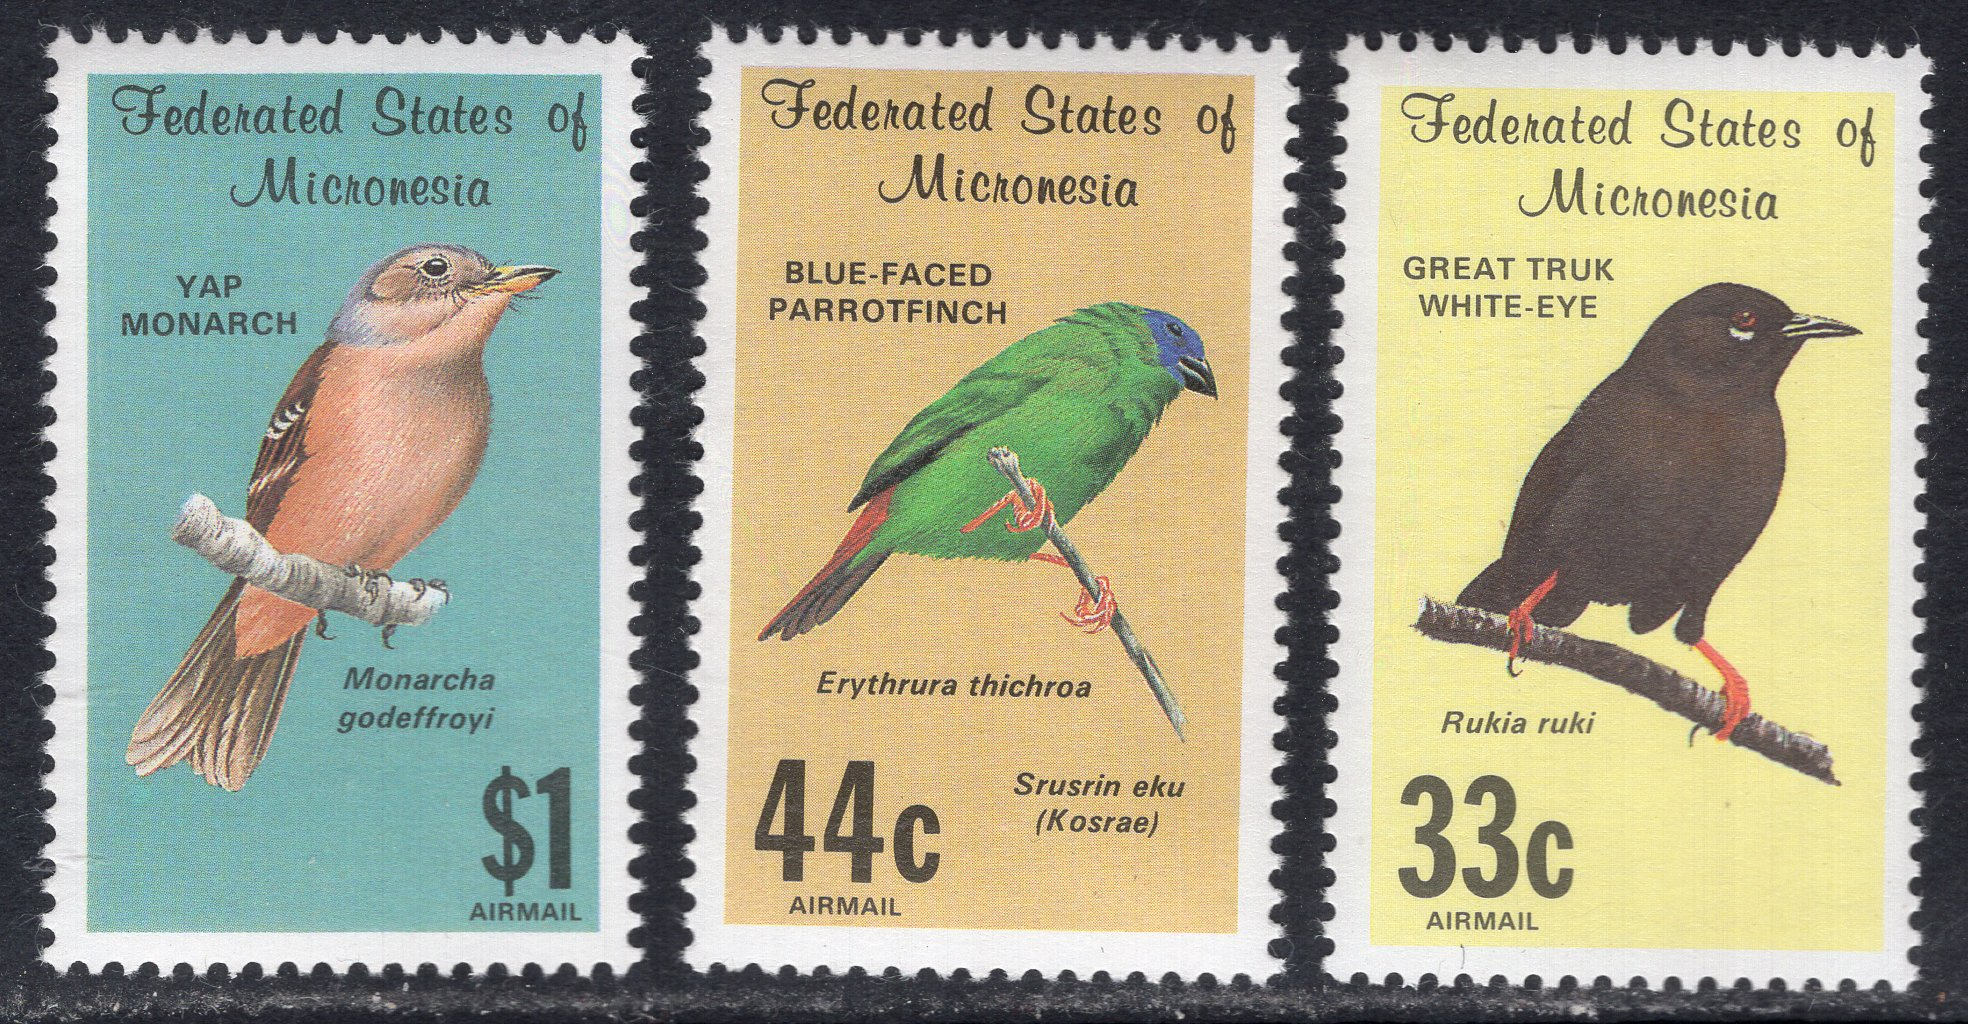 Federated States of
Micronesia
YAP
MONARCH
Monarcha
godeffroyi
$1
AIRMAIL
Federated States of
Micronesia
BLUE-FACED
PARROTFINCH
Erythrura thichroa
Srusrin eku
(Kosrae)
44c
AIRMAIL
Federated States of
Micronesia
GREAT TRUK
WHITE-EYE
Rukia ruki
33c
AIRMAIL